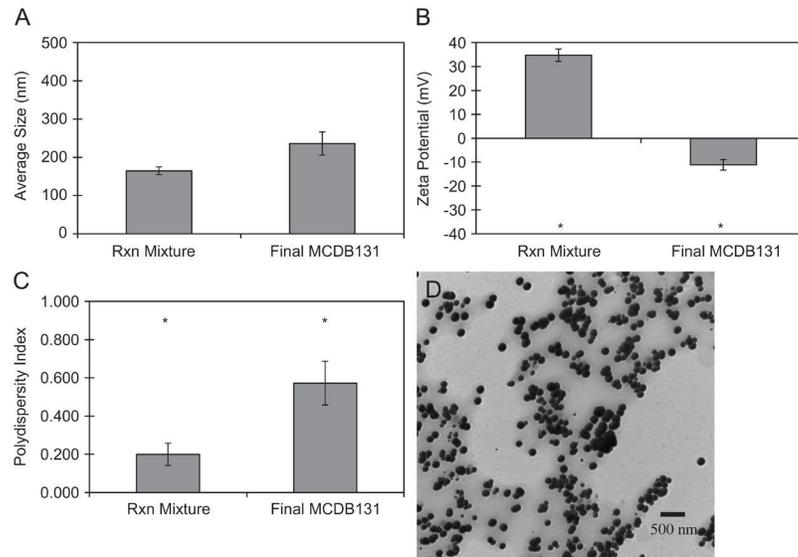 A
500
400
300
200
100
0
Average Size (nm)
Rxn Mixture
Final MCDB131
B
40
30
20
10
0
-10
-20
-30
-40
Zeta Potential (mV)
*
*
Rxn Mixture
Final MCDB131
C
1.000
0.800
0.600
0.400
0.200
0.000
Polydispersity Index
*
*
Rxn Mixture
Final MCDB131
D
500 nm